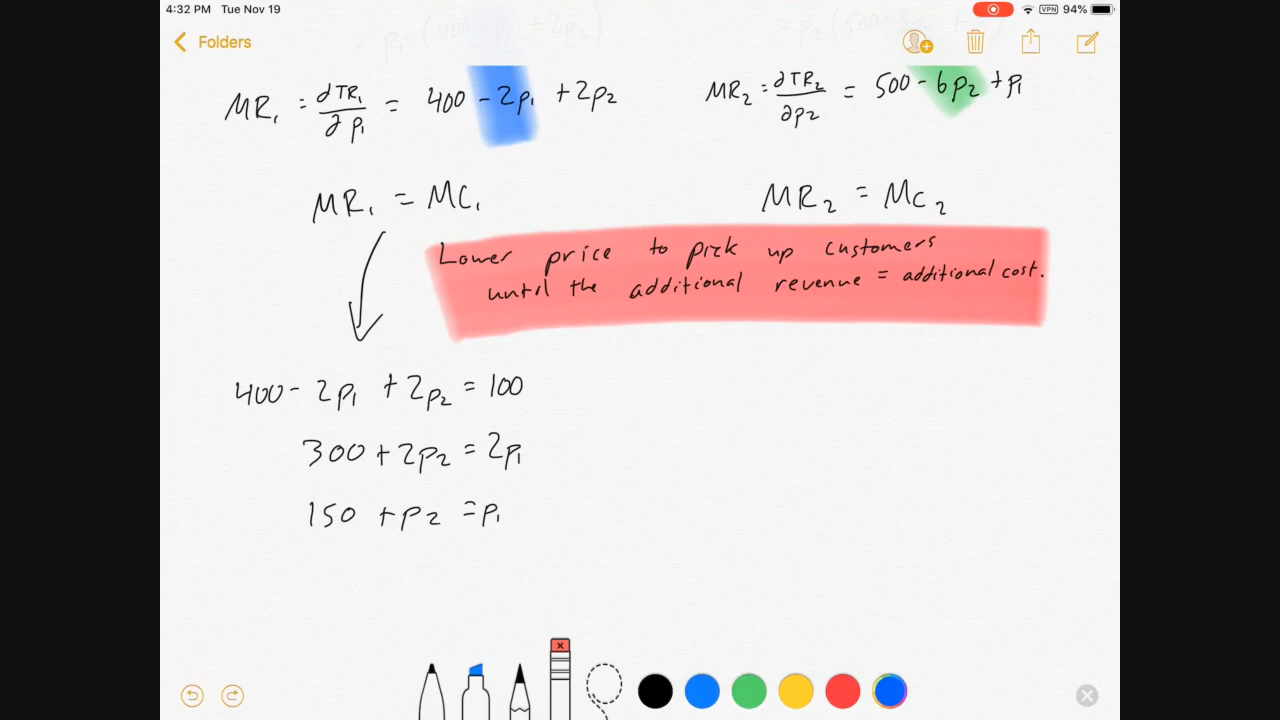 4:32 PM Tue Nov 19
VPN 94%
Folders
MR₁ = ∂TR₁/∂p₁ = 400 - 2p₁ + 2p₂
MR₂ = ∂TR₂/∂p₂ = 500 - 6p₂ + p₁
MR₁ = MC₁
MR₂ = MC₂
Lower price to pick up customers
until the additional revenue = additional cost.
400 - 2p₁ + 2p₂ = 100
300 + 2p₂ = 2p₁
150 + p₂ = p₁